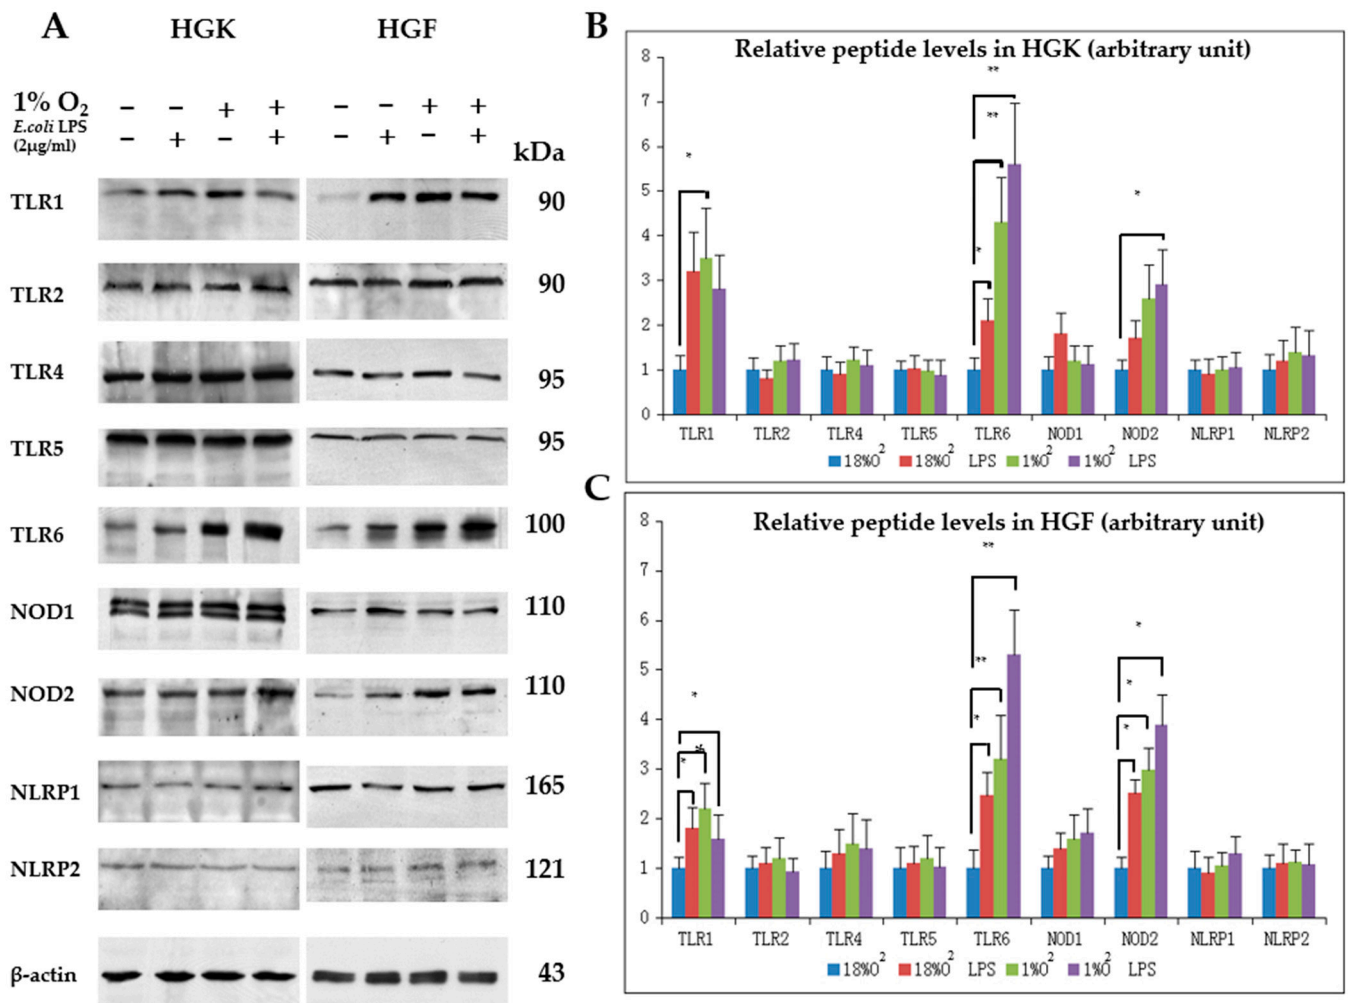 A
HGK
HGF
1% O2
– – + + – – + +
E.coli LPS
(2µg/ml)
– + – + – + – +
kDa
TLR1
90
TLR2
90
TLR4
95
TLR5
95
TLR6
100
NOD1
110
NOD2
110
NLRP1
165
NLRP2
121
β-actin
43
B
Relative peptide levels in HGK (arbitrary unit)
8
7
6
5
4
3
2
1
0
*
*
**
**
*
TLR1 TLR2 TLR4 TLR5 TLR6 NOD1 NOD2 NLRP1 NLRP2
18%O2 18%O2 LPS 1%O2 1%O2 LPS
C
Relative peptide levels in HGF (arbitrary unit)
8
7
6
5
4
3
2
1
0
*
*
*
*
**
**
*
*
*
TLR1 TLR2 TLR4 TLR5 TLR6 NOD1 NOD2 NLRP1 NLRP2
18%O2 18%O2 LPS 1%O2 1%O2 LPS